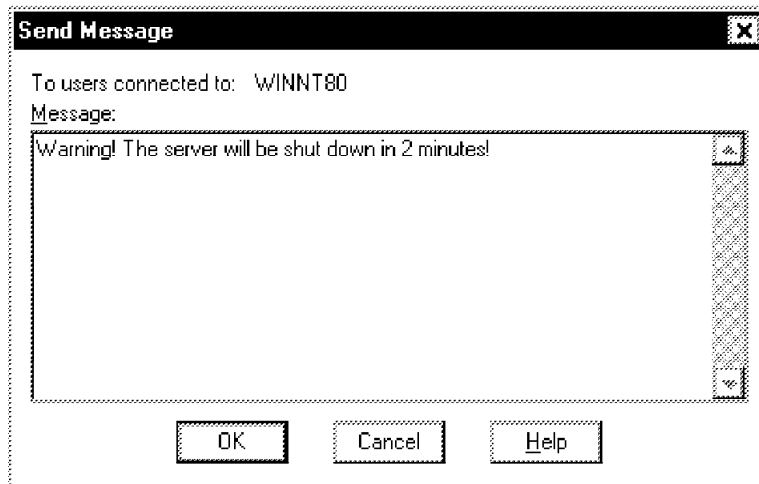 Send Message
To users connected to: WINNT80
Message:
Warning! The server will be shut down in 2 minutes!
OK Cancel Help